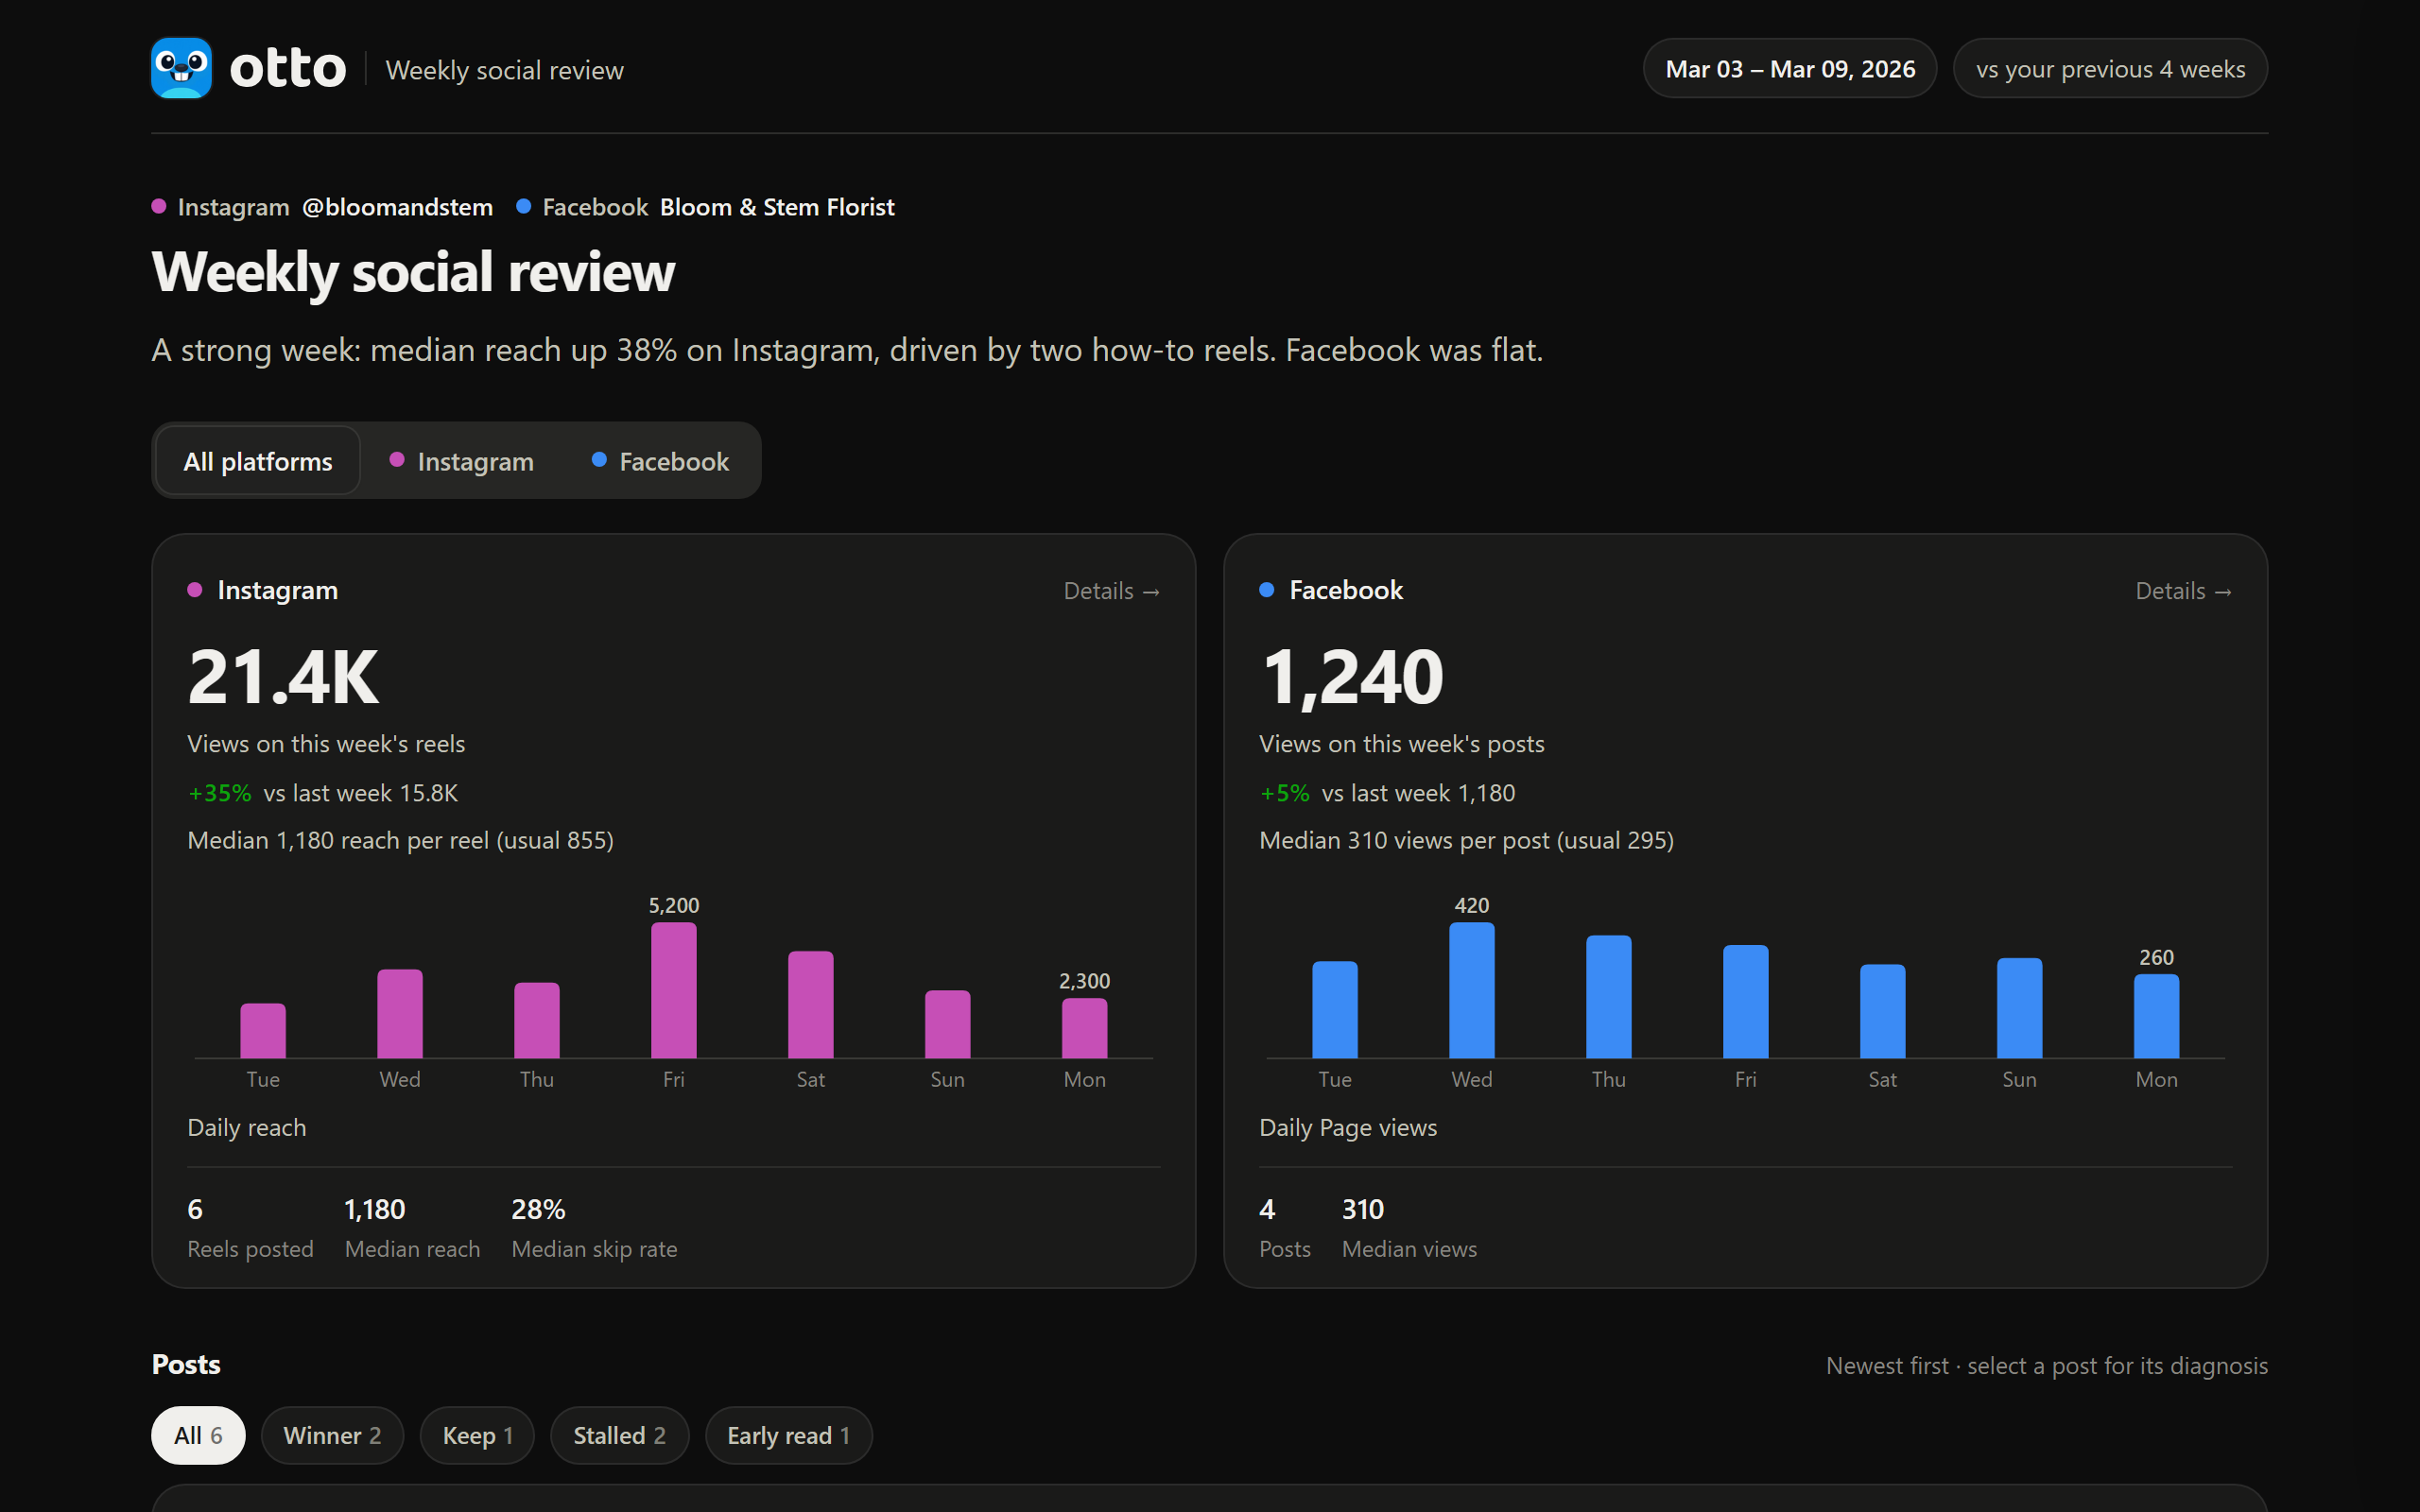 otto Weekly social review Mar 03 – Mar 09, 2026 vs your previous 4 weeks
Instagram @bloomandstem Facebook Bloom & Stem Florist
Weekly social review
A strong week: median reach up 38% on Instagram, driven by two how-to reels. Facebook was flat.
All platforms Instagram Facebook
Instagram Details →
21.4K
Views on this week's reels
+35% vs last week 15.8K
Median 1,180 reach per reel (usual 855)
5,200
2,300
Tue Wed Thu Fri Sat Sun Mon
Daily reach
6 1,180 28%
Reels posted Median reach Median skip rate
Facebook Details →
1,240
Views on this week's posts
+5% vs last week 1,180
Median 310 views per post (usual 295)
420
260
Tue Wed Thu Fri Sat Sun Mon
Daily Page views
4 310
Posts Median views
Posts Newest first · select a post for its diagnosis
All 6 Winner 2 Keep 1 Stalled 2 Early read 1